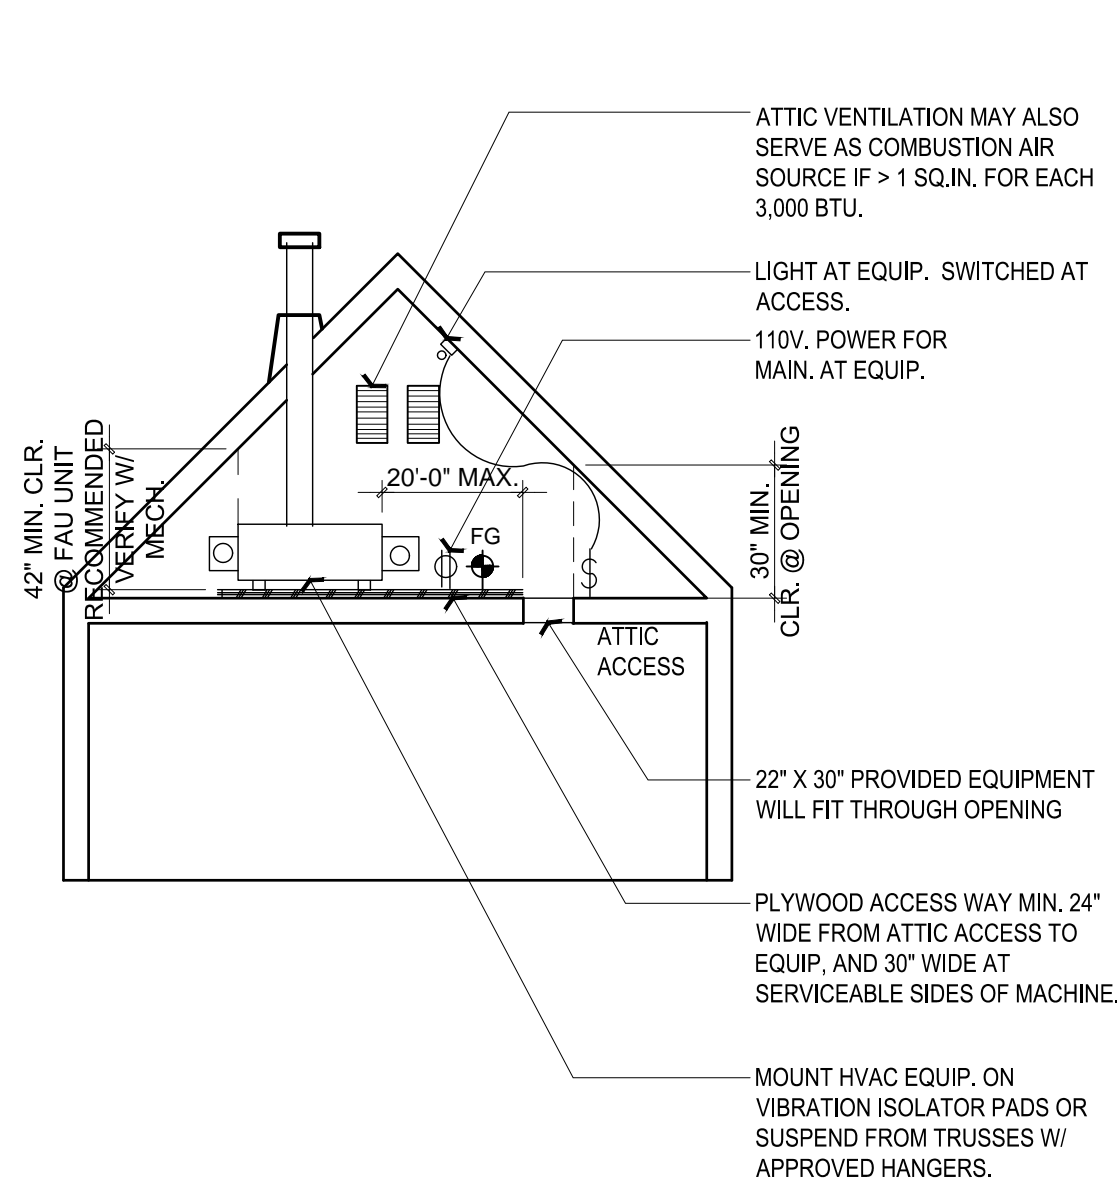 ATTIC VENTILATION MAY ALSO
SERVE AS COMBUSTION AIR
SOURCE IF > 1 SQ.IN. FOR EACH
3,000 BTU.
LIGHT AT EQUIP.  SWITCHED AT
ACCESS.
110V. POWER FOR
MAIN. AT EQUIP.
42" MIN. CLR.
@ FAU UNIT
RECOMMENDED
VERIFY W/
MECH.
20'-0" MAX.
FG
S
30" MIN.
CLR. @ OPENING
ATTIC
ACCESS
22" X 30" PROVIDED EQUIPMENT
WILL FIT THROUGH OPENING
PLYWOOD ACCESS WAY MIN. 24"
WIDE FROM ATTIC ACCESS TO
EQUIP, AND 30" WIDE AT
SERVICEABLE SIDES OF MACHINE.
MOUNT HVAC EQUIP. ON
VIBRATION ISOLATOR PADS OR
SUSPEND FROM TRUSSES W/
APPROVED HANGERS.